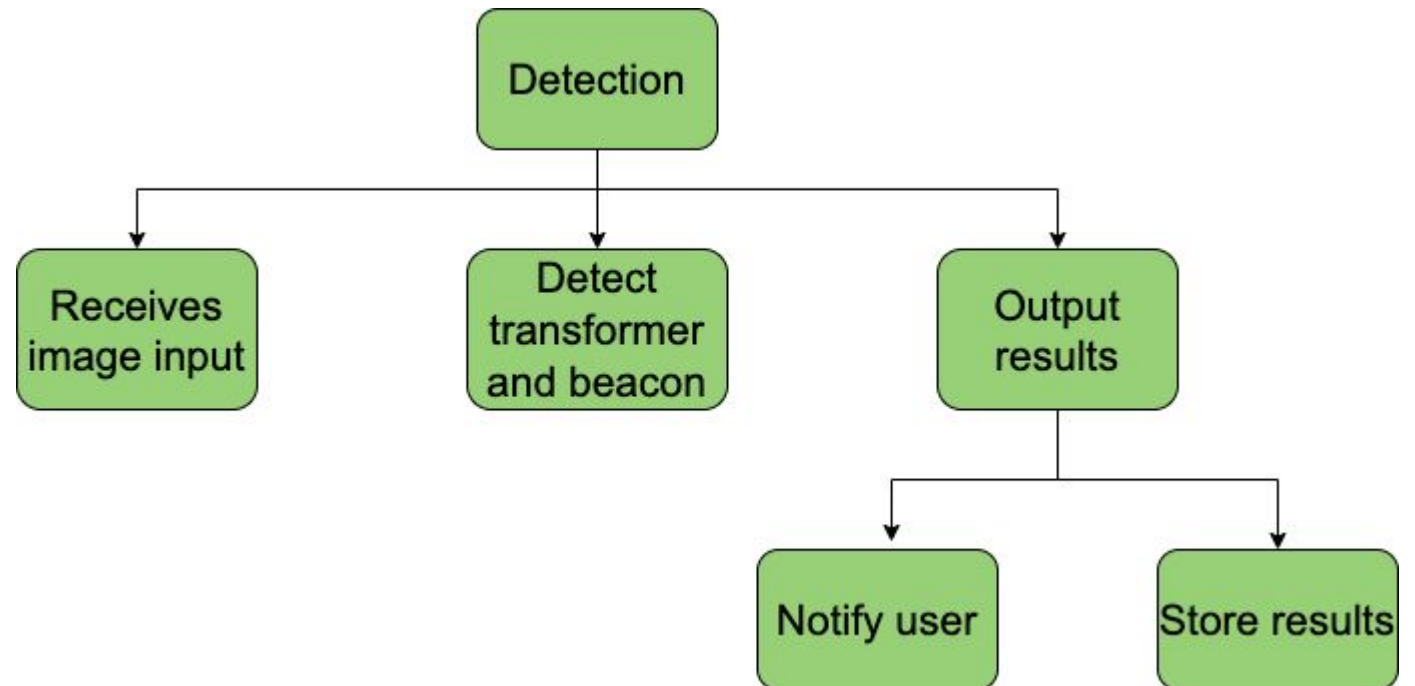 Detection
Receives
image input
Detect
transformer
and beacon
Output
results
Notify user
Store results